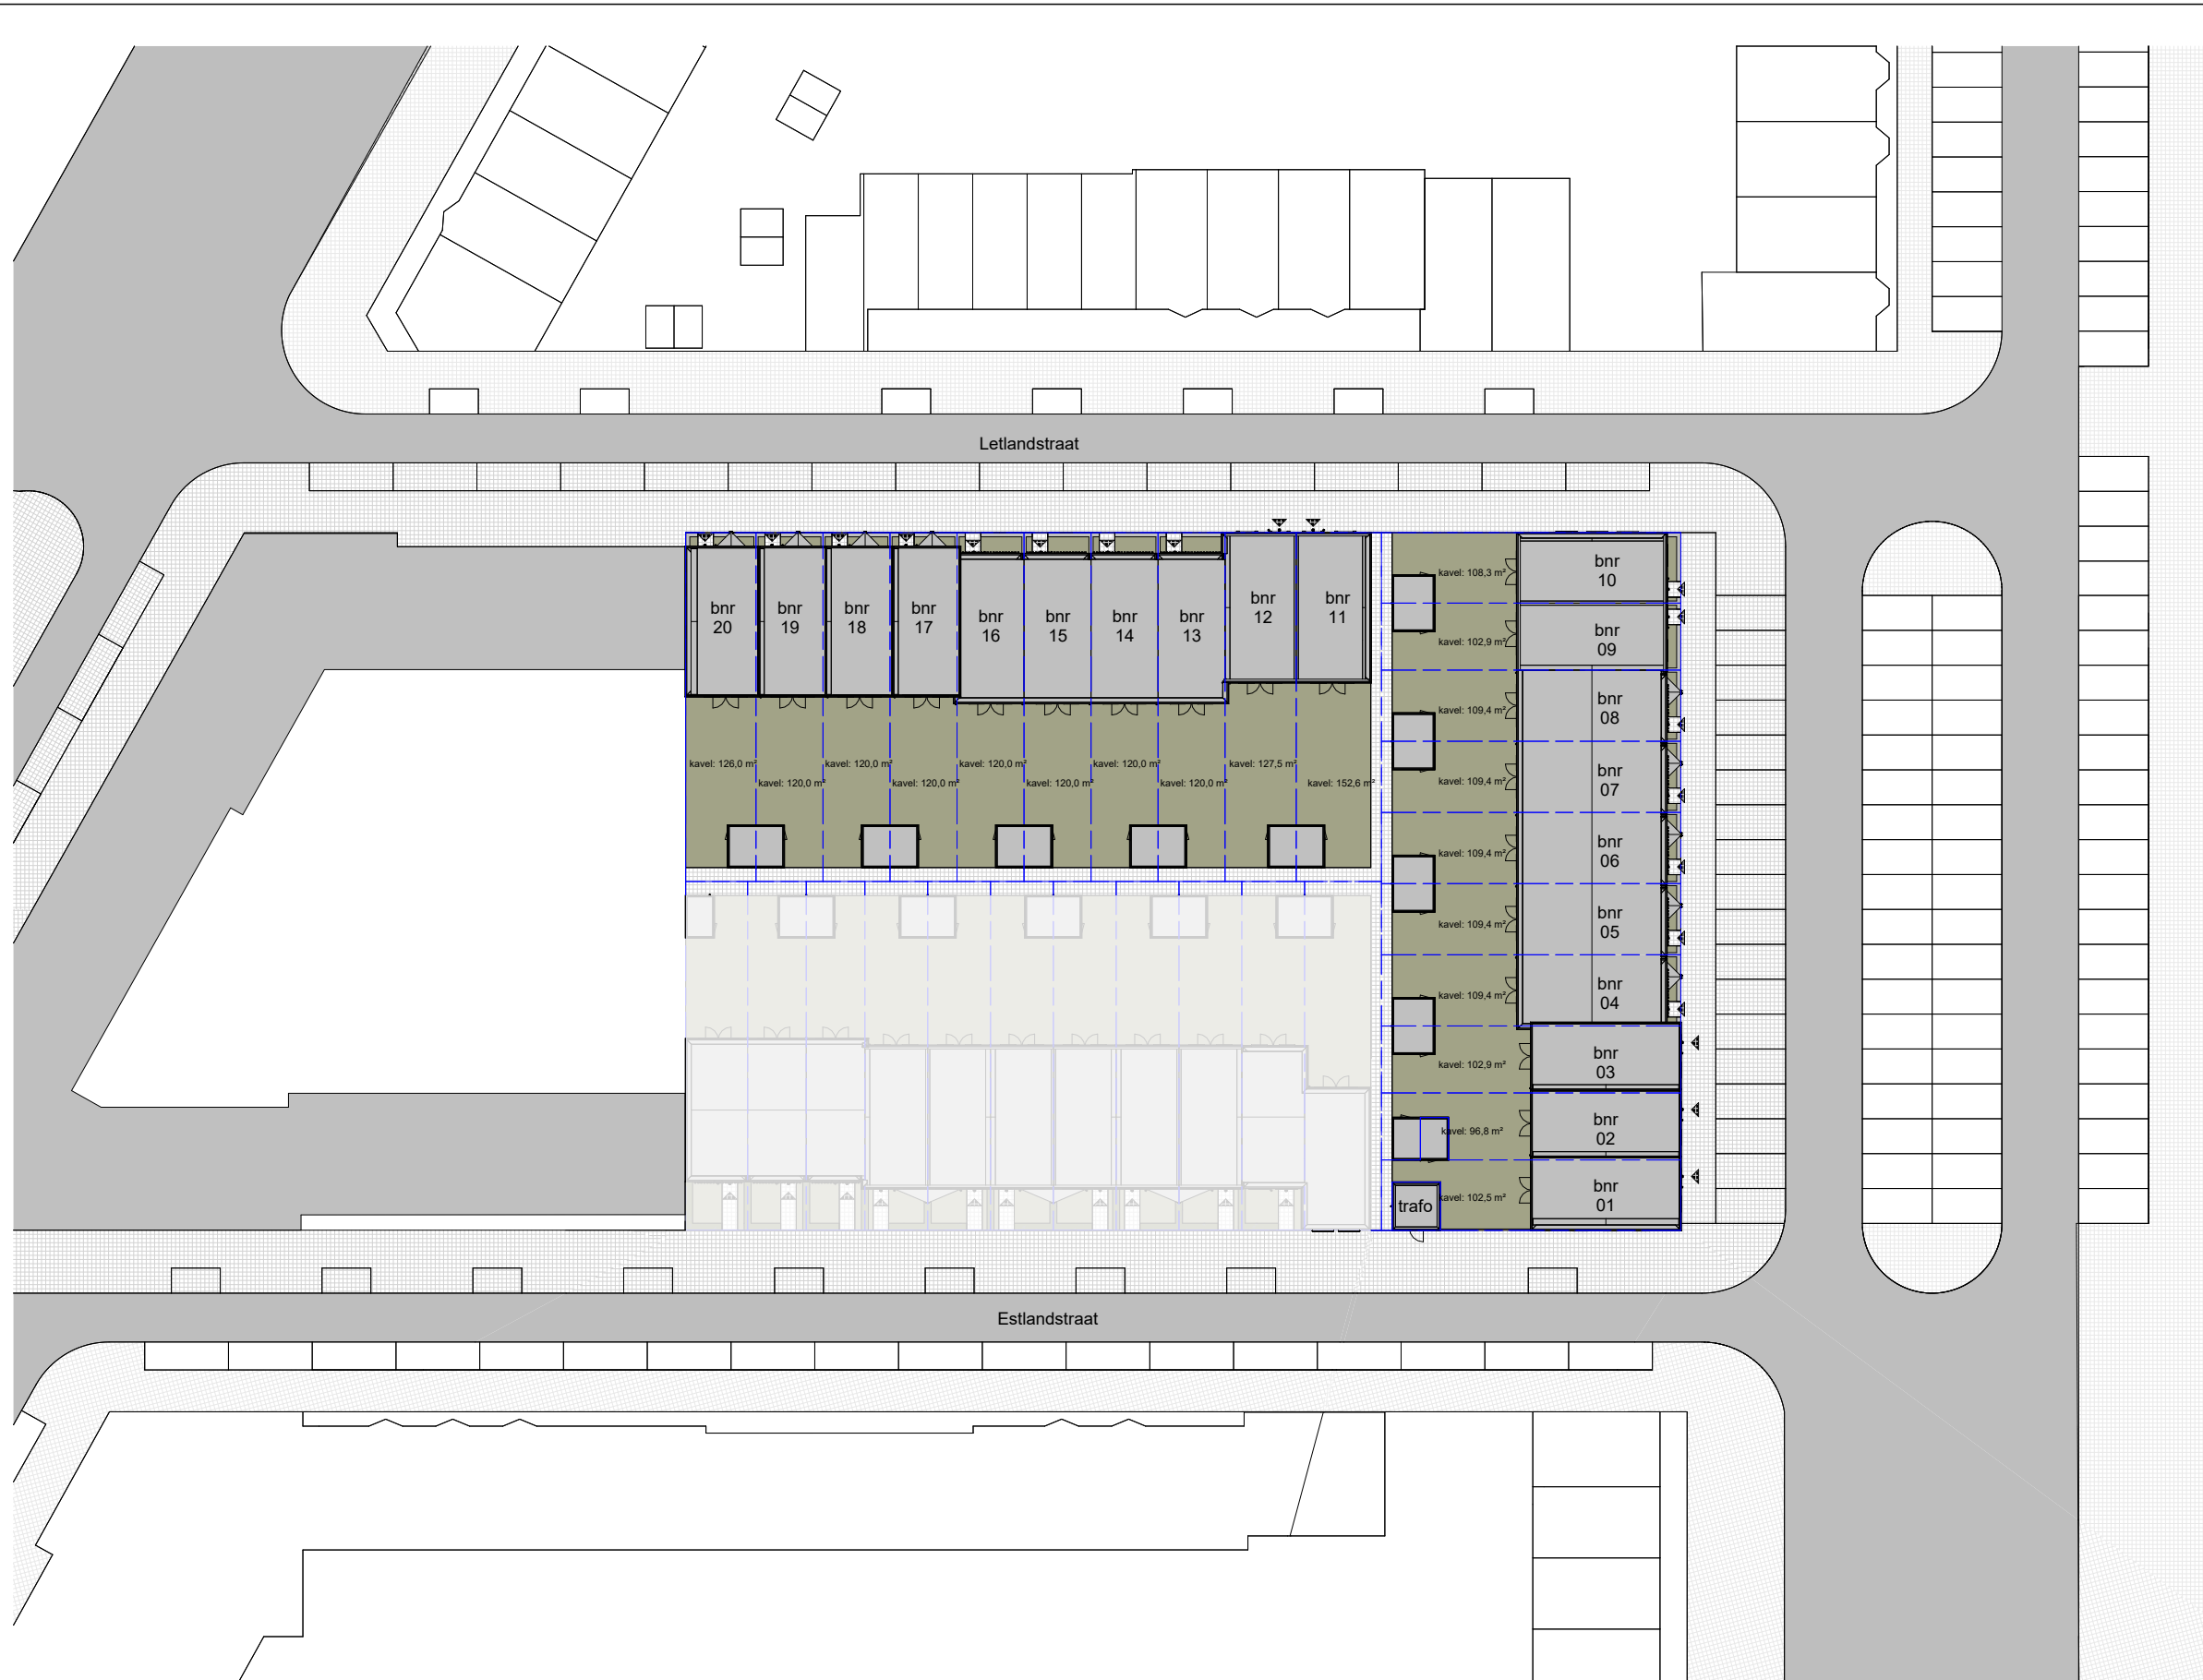 Letlandstraat
bnr
20
bnr
19
bnr
18
bnr
17
bnr
16
bnr
15
bnr
14
bnr
13
bnr
12
bnr
11
kavel: 126,0 m²
kavel: 120,0 m²
kavel: 120,0 m²
kavel: 120,0 m²
kavel: 120,0 m²
kavel: 120,0 m²
kavel: 120,0 m²
kavel: 120,0 m²
kavel: 127,5 m²
kavel: 152,6 m²
kavel: 108,3 m²
bnr
10
kavel: 102,9 m²
bnr
09
kavel: 109,4 m²
bnr
08
kavel: 109,4 m²
bnr
07
kavel: 109,4 m²
bnr
06
kavel: 109,4 m²
bnr
05
kavel: 109,4 m²
bnr
04
kavel: 102,9 m²
bnr
03
kavel: 96,8 m²
bnr
02
kavel: 102,5 m²
bnr
01
trafo
Estlandstraat